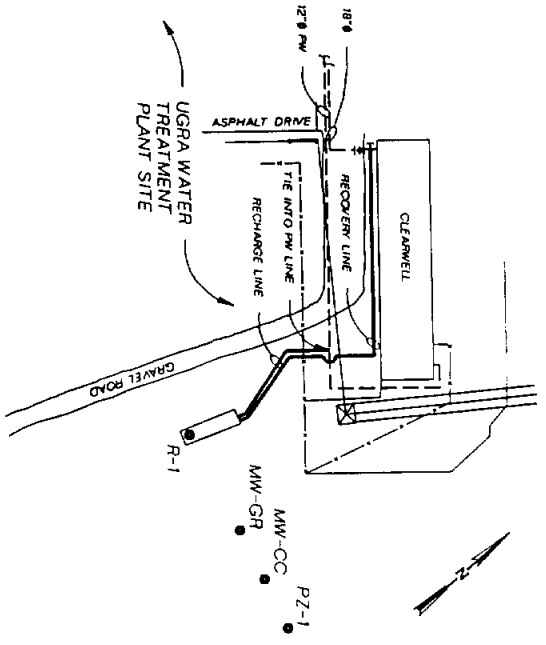 18"ϕ
12"ϕ PW
ASPHALT DRIVE
UGRA WATER
TREATMENT
PLANT SITE
RECHARGE LINE
TIE INTO PW LINE
RECOVERY LINE
CLEARWELL
GRAVEL ROAD
R-1
MW-GR
MW-CC
PZ-1
N